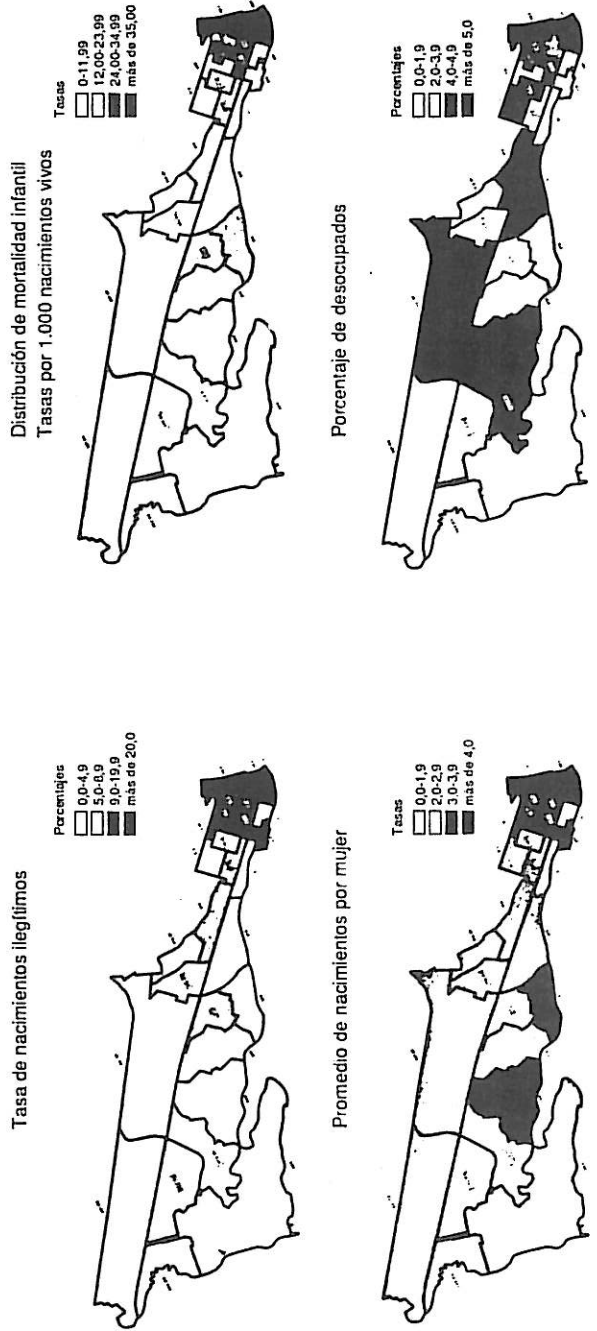 Tasa de nacimientos ilegítimos
Porcentajes
0,0-4,9
5,0-8,9
9,0-19,9
más de 20,0
Distribución de mortalidad infantil
Tasas por 1.000 nacimientos vivos
Tasas
0-11,99
12,00-23,99
24,00-34,99
más de 35,00
Promedio de nacimientos por mujer
Tasas
0,0-1,9
2,0-2,9
3,0-3,9
más de 4,0
Porcentaje de desocupados
Porcentajes
0,0-1,9
2,0-3,9
4,0-4,9
más de 5,0